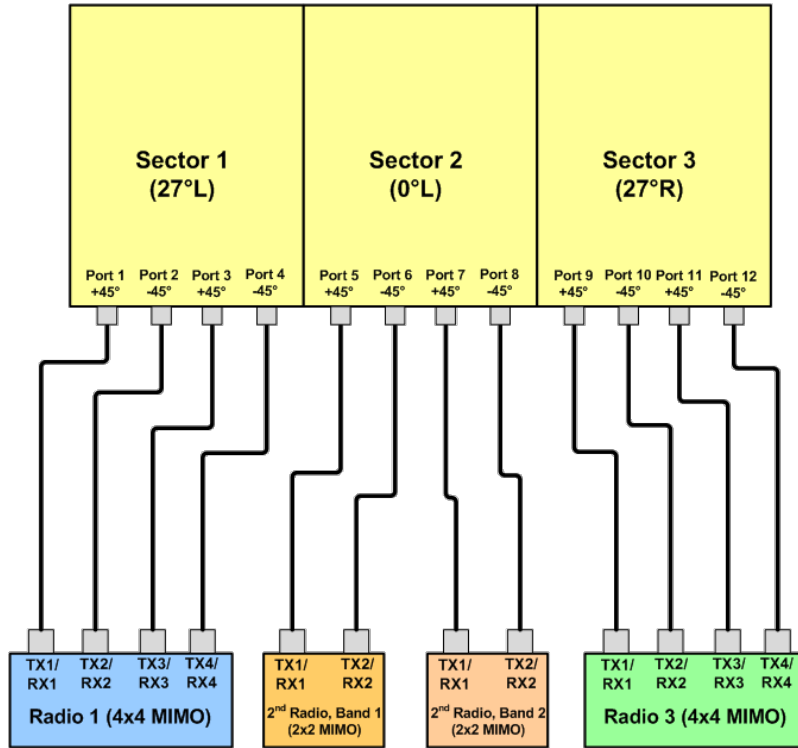 Sector 1
(27°L)
Sector 2
(0°L)
Sector 3
(27°R)
Port 1
+45°
Port 2
-45°
Port 3
+45°
Port 4
-45°
Port 5
+45°
Port 6
-45°
Port 7
+45°
Port 8
-45°
Port 9
+45°
Port 10
-45°
Port 11
+45°
Port 12
-45°
TX1/
RX1
TX2/
RX2
TX3/
RX3
TX4/
RX4
Radio 1 (4x4 MIMO)
TX1/
RX1
TX2/
RX2
2nd Radio, Band 1
(2x2 MIMO)
TX1/
RX1
TX2/
RX2
2nd Radio, Band 2
(2x2 MIMO)
TX1/
RX1
TX2/
RX2
TX3/
RX3
TX4/
RX4
Radio 3 (4x4 MIMO)